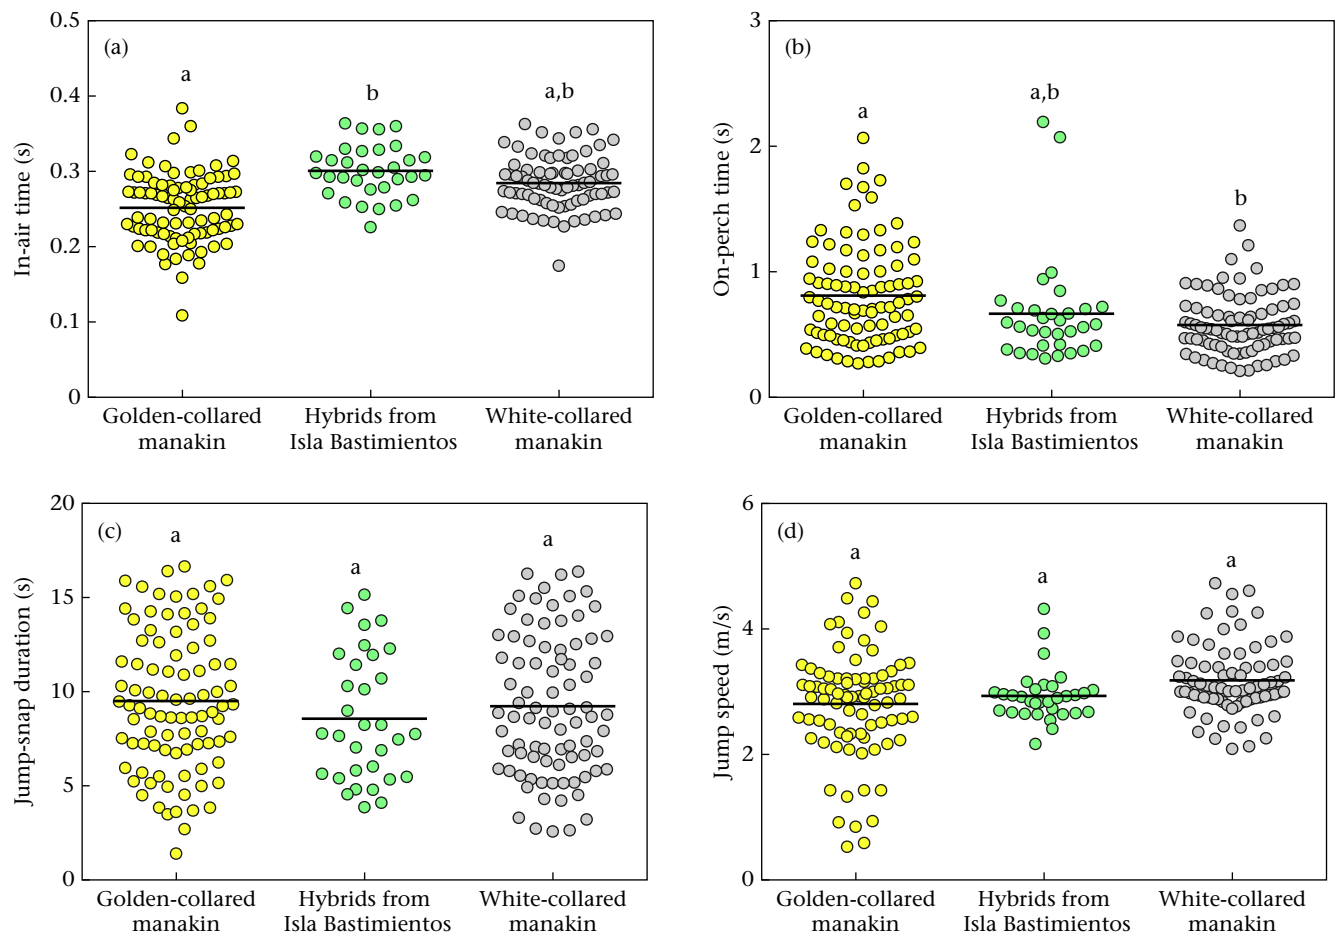 (a)
In-air time (s)
0.5
0.4
0.3
0.2
0.1
0
a
b
a,b
Golden-collared
manakin
Hybrids from
Isla Bastimientos
White-collared
manakin
(b)
On-perch time (s)
3
2
1
0
a
a,b
b
Golden-collared
manakin
Hybrids from
Isla Bastimientos
White-collared
manakin
(c)
Jump-snap duration (s)
20
15
10
5
0
a
a
a
Golden-collared
manakin
Hybrids from
Isla Bastimientos
White-collared
manakin
(d)
Jump speed (m/s)
6
4
2
0
a
a
a
Golden-collared
manakin
Hybrids from
Isla Bastimientos
White-collared
manakin